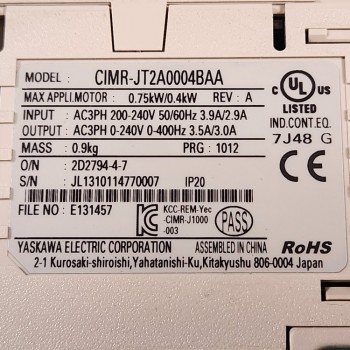 MODEL : CIMR-JT2A0004BAA
MAX APPLI.MOTOR : 0.75kW/0.4kW REV : A
INPUT : AC3PH 200-240V 50/60Hz 3.9A/2.9A
OUTPUT : AC3PH 0-240V 0-400Hz 3.5A/3.0A
MASS : 0.9kg PRG : 1012
O/N : 2D2794-4-7
S/N : JL1310114770007 IP20
FILE NO : E131457
C UL US
LISTED
IND.CONT.EQ.
7J48 G
KCC-REM-Yec
-CIMR-J1000
-003
PASS
YASKAWA ELECTRIC CORPORATION ASSEMBLED IN CHINA RoHS
2-1 Kurosaki-shiroishi,Yahatanishi-Ku,Kitakyushu 806-0004 Japan